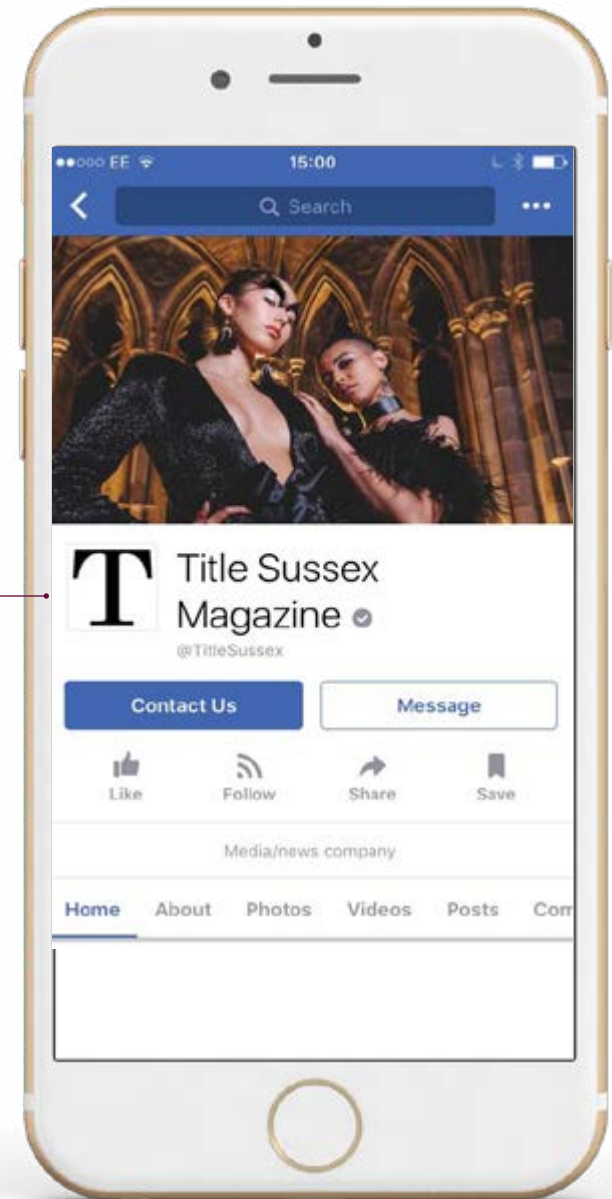 EE 15:00
Search
T
Title Sussex
Magazine
@TitleSussex
Contact Us Message
Like Follow Share Save
Media/news company
Home About Photos Videos Posts Com